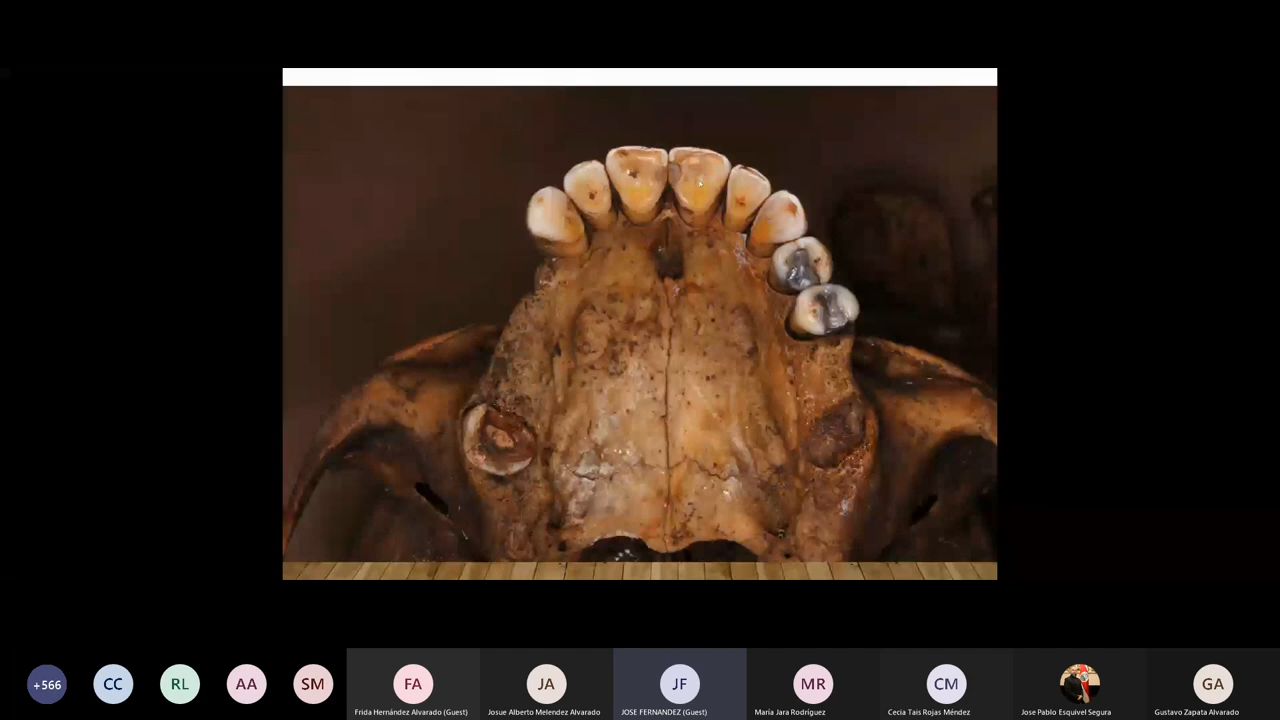 +566
CC
RL
AA
SM
FA
JA
JF
MR
CM
GA
Frida Hernández Alvarado (Guest)
Josue Alberto Melendez Alvarado
JOSE FERNANDEZ (Guest)
María Jara Rodríguez
Cecia Tais Rojas Méndez
Jose Pablo Esquivel Segura
Gustavo Zapata Alvarado